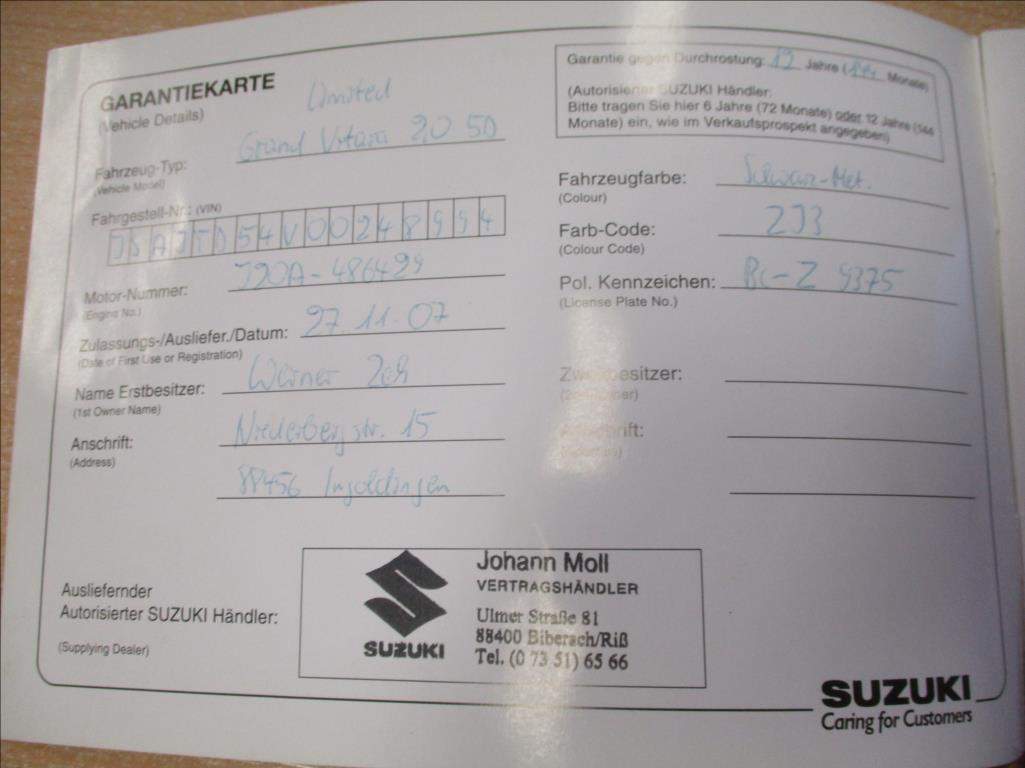 GARANTIEKARTE
(Vehicle Details)
Limited
Fahrzeug-Typ: Grand Vitara 2,0 5D
(Vehicle Model)
Fahrgestell-Nr.: (VIN)
JSAJTD54V00248994
Motor-Nummer: J20A-486429
(Engine No.)
Zulassungs-/Ausliefer./Datum: 27.11.07
(Date of First Use or Registration)
Name Erstbesitzer: Werner
(1st Owner Name)
Anschrift: Niederbergstr. 15
(Address)
88456 Ingoldingen
Garantie gegen Durchrostung: 12 Jahre (144 Monate)
(Autorisierter SUZUKI Händler:
Bitte tragen Sie hier 6 Jahre (72 Monate) oder 12 Jahre (144
Monate) ein, wie im Verkaufsprospekt angegeben)
Fahrzeugfarbe: Schwarz-Met.
(Colour)
Farb-Code: ZJ3
(Colour Code)
Pol. Kennzeichen: BC-Z 9375
(License Plate No.)
Zweitbesitzer:
(2nd Owner)
Anschrift:
(Address)
Ausliefernder
Autorisierter SUZUKI Händler:
(Supplying Dealer)
SUZUKI
Johann Moll
VERTRAGSHÄNDLER
Ulmer Straße 81
88400 Biberach/Riß
Tel. (0 73 51) 65 66
SUZUKI
Caring for Customers